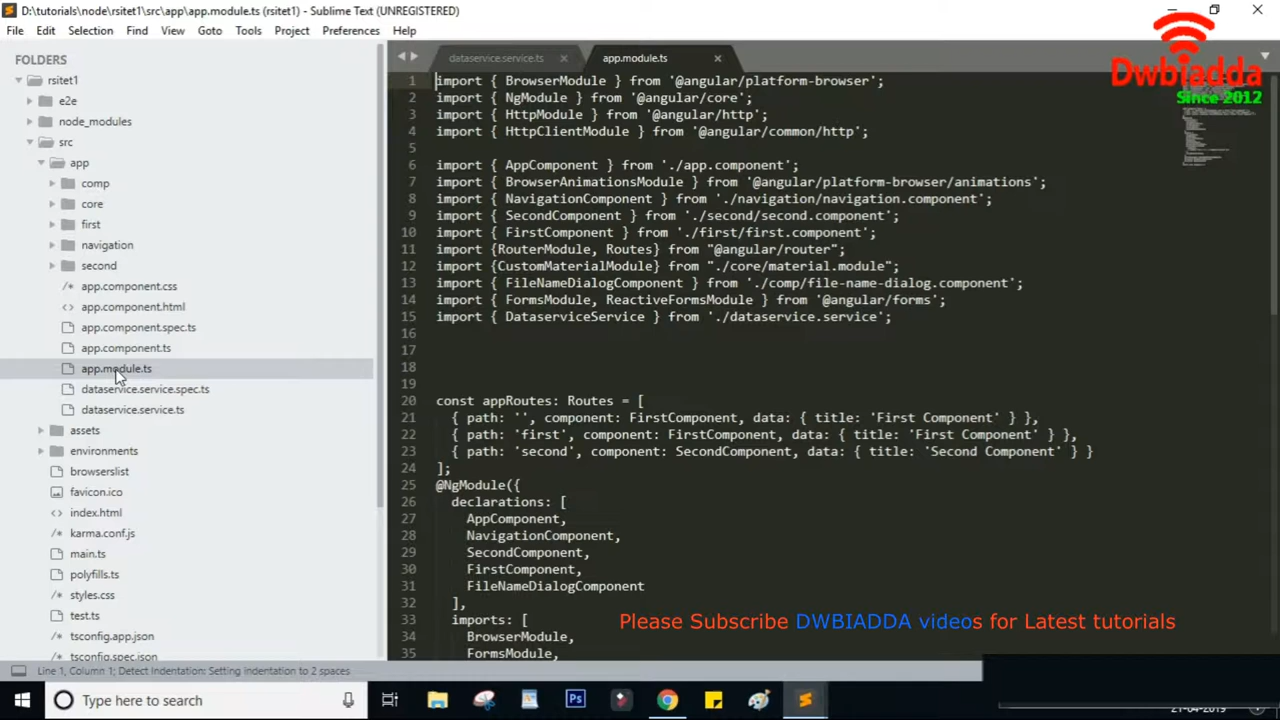 D:\tutorials\node\rsitet1\src\app\app.module.ts (rsitet1) - Sublime Text (UNREGISTERED)
File Edit Selection Find View Goto Tools Project Preferences Help
Dwbiadda
Since 2012
FOLDERS
rsitet1
e2e
node_modules
src
app
comp
core
first
navigation
second
app.component.css
app.component.html
app.component.spec.ts
app.component.ts
app.module.ts
dataservice.service.spec.ts
dataservice.service.ts
assets
environments
browserslist
favicon.ico
index.html
karma.conf.js
main.ts
polyfills.ts
styles.css
test.ts
tsconfig.app.json
tsconfig.spec.json
dataservice.service.ts app.module.ts
1 import { BrowserModule } from '@angular/platform-browser';
2 import { NgModule } from '@angular/core';
3 import { HttpModule } from '@angular/http';
4 import { HttpClientModule } from '@angular/common/http';
5
6 import { AppComponent } from './app.component';
7 import { BrowserAnimationsModule } from '@angular/platform-browser/animations';
8 import { NavigationComponent } from './navigation/navigation.component';
9 import { SecondComponent } from './second/second.component';
10 import { FirstComponent } from './first/first.component';
11 import {RouterModule, Routes} from "@angular/router";
12 import {CustomMaterialModule} from "./core/material.module";
13 import { FileNameDialogComponent } from './comp/file-name-dialog.component';
14 import { FormsModule, ReactiveFormsModule } from '@angular/forms';
15 import { DataserviceService } from './dataservice.service';
16
17
18
19
20 const appRoutes: Routes = [
21 { path: '', component: FirstComponent, data: { title: 'First Component' } },
22 { path: 'first', component: FirstComponent, data: { title: 'First Component' } },
23 { path: 'second', component: SecondComponent, data: { title: 'Second Component' } }
24 ];
25 @NgModule({
26 declarations: [
27 AppComponent,
28 NavigationComponent,
29 SecondComponent,
30 FirstComponent,
31 FileNameDialogComponent
32 ],
33 imports: [
34 BrowserModule,
35 FormsModule,
Please Subscribe DWBIADDA videos for Latest tutorials
Line 1, Column 1; Detect Indentation: Setting indentation to 2 spaces
Type here to search
21-04-2019